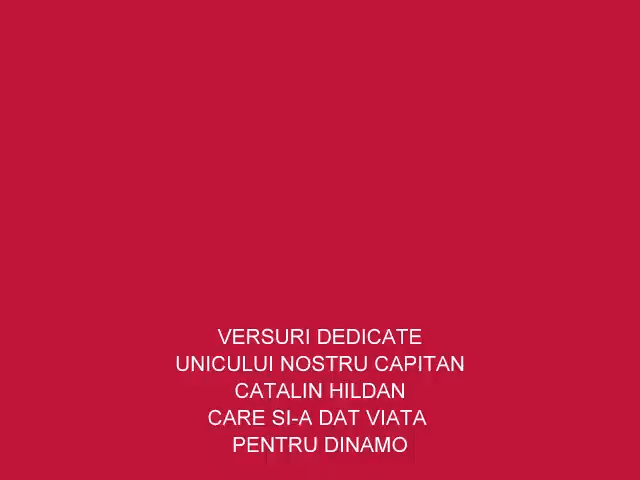 VERSURI DEDICATE
UNICULUI NOSTRU CAPITAN
CATALIN HILDAN
CARE SI-A DAT VIATA
PENTRU DINAMO